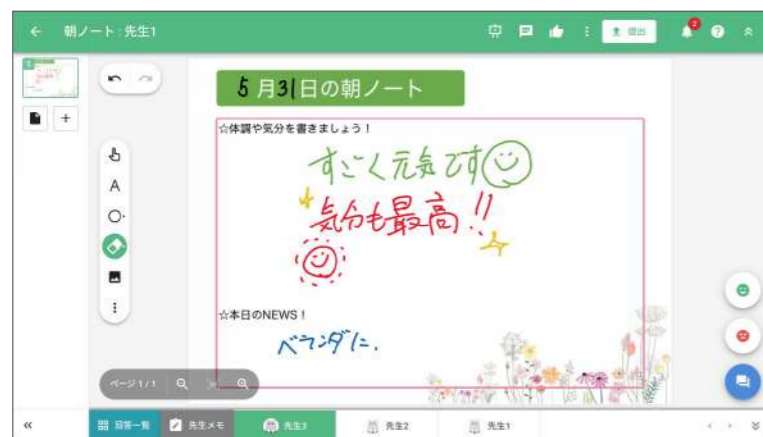 朝ノート:先生1
提出
2
1
5月31日の朝ノート
☆体調や気分を書きましょう!
すごく元気です
気分も最高!!
☆本日のNEWS!
ベランダに.
A
ページ 1/1
回答一覧
先生メモ
先生3
先生2
先生1